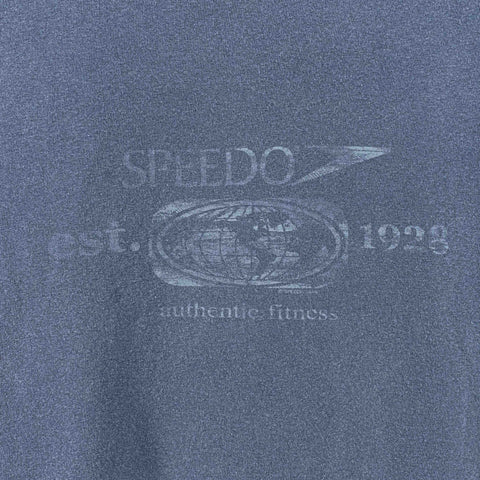 SPEEDO
est. 1928
authentic fitness